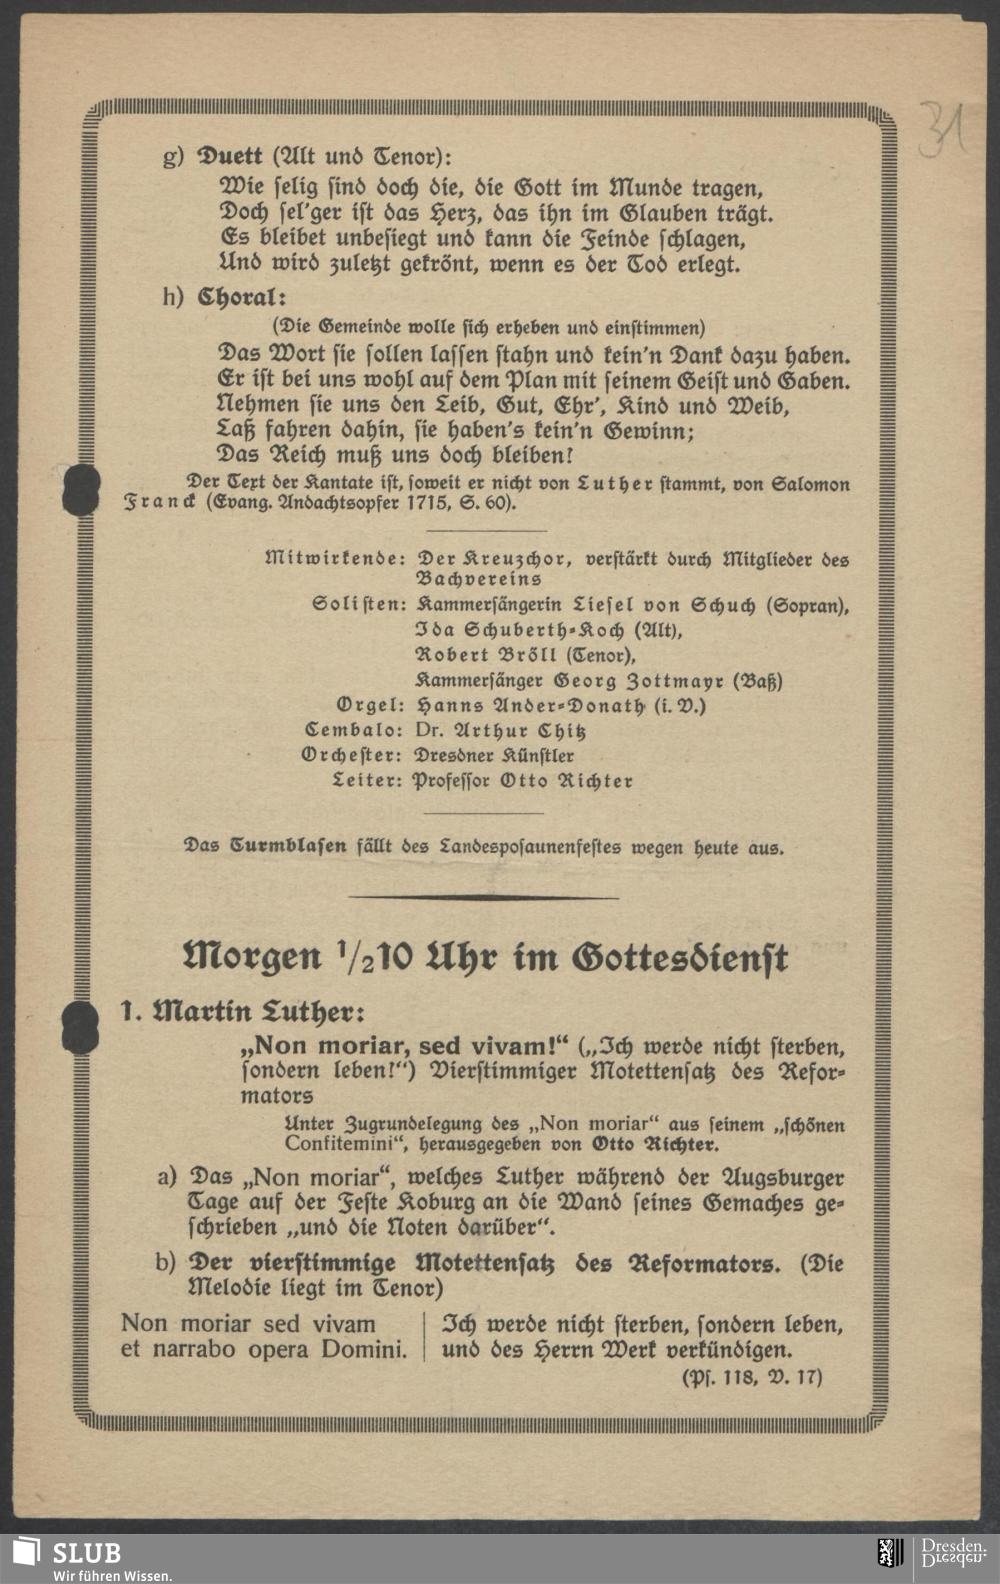 31
g) Duett (Alt und Tenor):
Wie selig sind doch die, die Gott im Munde tragen,
Doch sel'ger ist das Herz, das ihn im Glauben trägt.
Es bleibet unbesiegt und kann die Feinde schlagen,
Und wird zuletzt gekrönt, wenn es der Tod erlegt.
h) Choral:
(Die Gemeinde wolle sich erheben und einstimmen)
Das Wort sie sollen lassen stahn und kein'n Dank dazu haben.
Er ist bei uns wohl auf dem Plan mit seinem Geist und Gaben.
Nehmen sie uns den Leib, Gut, Ehr', Kind und Weib,
Laß fahren dahin, sie haben's kein'n Gewinn;
Das Reich muß uns doch bleiben!
Der Text der Kantate ist, soweit er nicht von Luther stammt, von Salomon
Franck (Evang. Andachtsopfer 1715, S. 60).
Mitwirkende: Der Kreuzchor, verstärkt durch Mitglieder des
Bachvereins
Solisten: Kammersängerin Liesel von Schuch (Sopran),
Ida Schuberth-Koch (Alt),
Robert Bröll (Tenor),
Kammersänger Georg Zottmayr (Baß)
Orgel: Hanns Ander-Donath (i. V.)
Cembalo: Dr. Arthur Chitz
Orchester: Dresdner Künstler
Leiter: Professor Otto Richter
Das Turmblasen fällt des Landesposaunenfestes wegen heute aus.
Morgen 1/2 10 Uhr im Gottesdienst
1. Martin Luther:
„Non moriar, sed vivam!“ („Ich werde nicht sterben,
sondern leben!“) Vierstimmiger Motettensatz des Refor-
mators
Unter Zugrundelegung des „Non moriar“ aus seinem „schönen
Confitemini“, herausgegeben von Otto Richter.
a) Das „Non moriar“, welches Luther während der Augsburger
Tage auf der Feste Koburg an die Wand seines Gemaches ge-
schrieben „und die Noten darüber“.
b) Der vierstimmige Motettensatz des Reformators. (Die
Melodie liegt im Tenor)
Non moriar sed vivam
et narrabo opera Domini.
Ich werde nicht sterben, sondern leben,
und des Herrn Werk verkündigen.
(Ps. 118, V. 17)
SLUB
Wir führen Wissen.
Dresden.
Dresden.